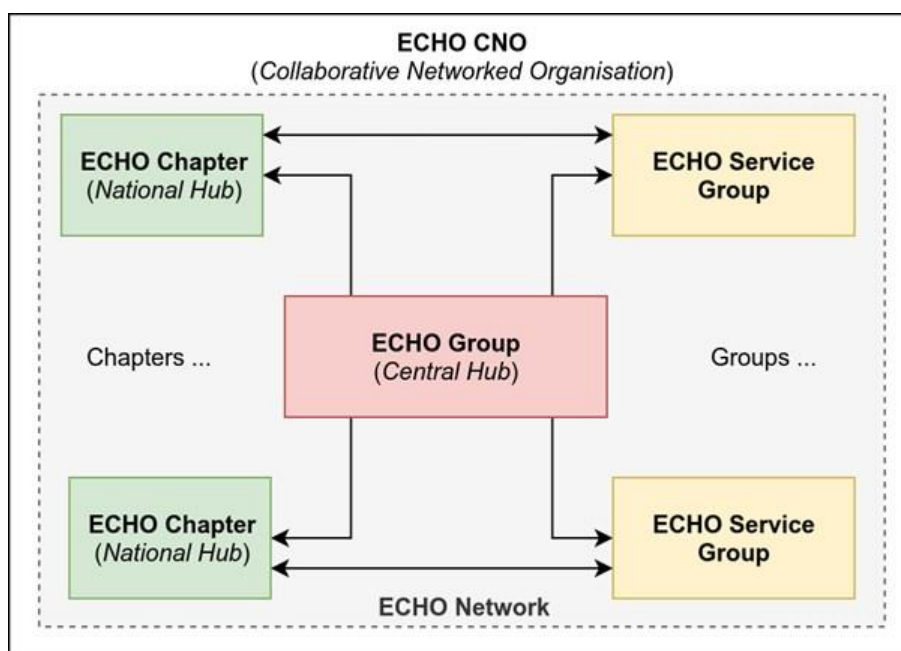 ECHO CNO
(Collaborative Networked Organisation)
ECHO Chapter
(National Hub)
ECHO Service
Group
ECHO Group
(Central Hub)
Chapters ...
Groups ...
ECHO Chapter
(National Hub)
ECHO Service
Group
ECHO Network